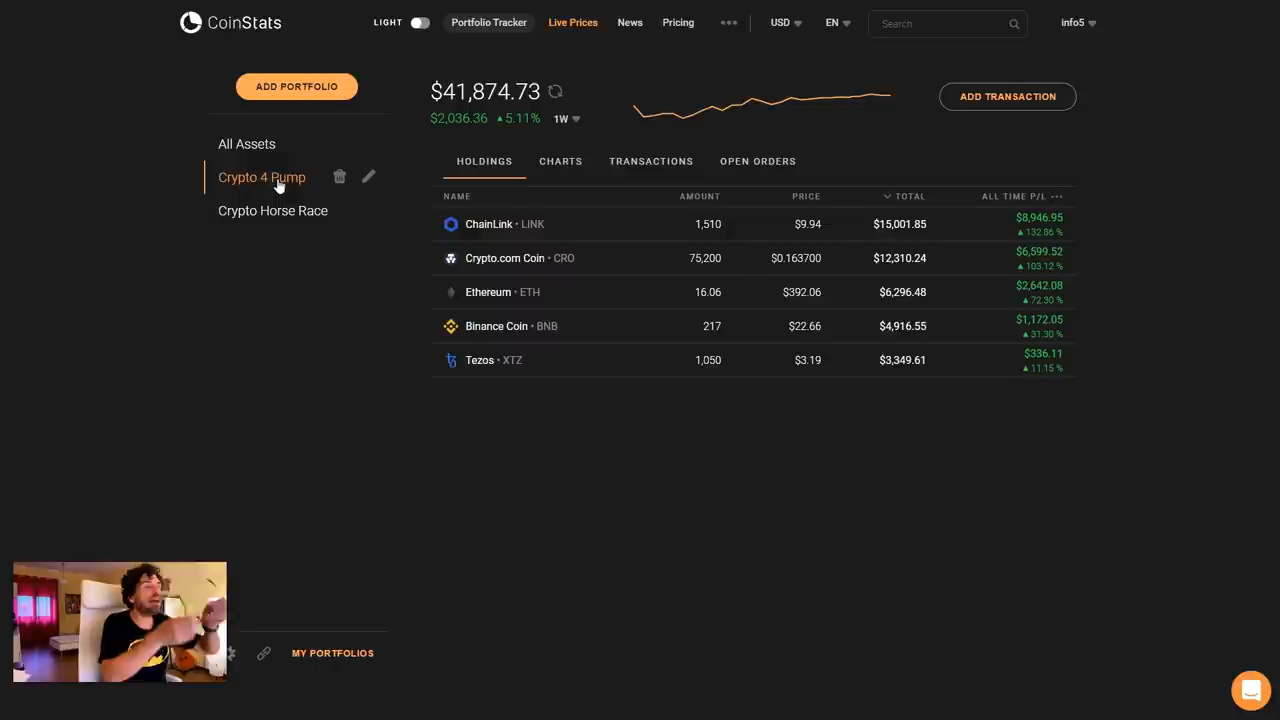 CoinStats
LIGHT
Portfolio Tracker
Live Prices
News
Pricing
USD
EN
Search
info5
ADD PORTFOLIO
All Assets
Crypto 4 Pump
Crypto Horse Race
$41,874.73
$2,036.36 ▲ 5.11% 1W
ADD TRANSACTION
HOLDINGS CHARTS TRANSACTIONS OPEN ORDERS
NAME AMOUNT PRICE TOTAL ALL TIME P/L
ChainLink • LINK 1,510 $9.94 $15,001.85 $8,946.95
▲ 132.86 %
Crypto.com Coin • CRO 75,200 $0.163700 $12,310.24 $6,599.52
▲ 103.12 %
Ethereum • ETH 16.06 $392.06 $6,296.48 $2,642.08
▲ 72.30 %
Binance Coin • BNB 217 $22.66 $4,916.55 $1,172.05
▲ 31.30 %
Tezos • XTZ 1,050 $3.19 $3,349.61 $336.11
▲ 11.15 %
MY PORTFOLIOS